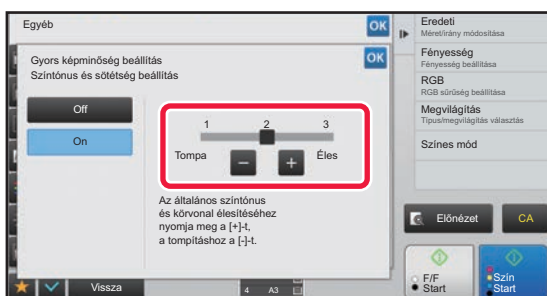 Egyéb
OK
Gyors képminőség beállítás
Színtónus és sötétség beállítás
OK
Off
On
1 2 3
Tompa - + Éles
Az általános színtónus
és körvonal élesítéséhez
nyomja meg a [+]-t,
a tompításhoz a [-]-t.
Vissza
4 A3
Eredeti
Méret/irány módosítása
Fényesség
Fényesség beállítása
RGB
RGB sűrűség beállítása
Megvilágítás
Típus/megvilágítás választás
Színes mód
Előnézet
CA
F/F
Start
Szín
Start